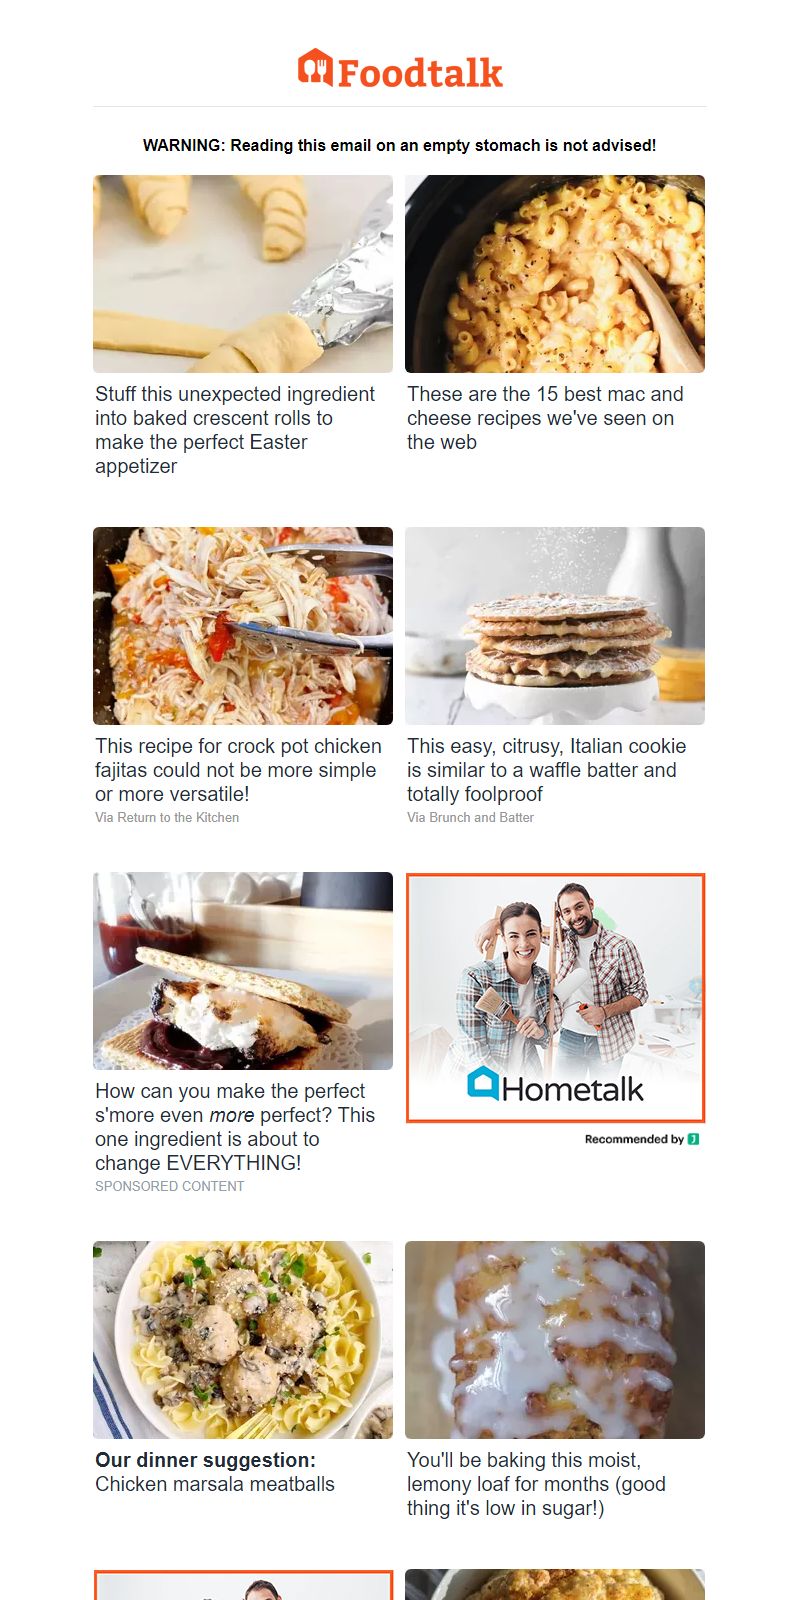 Foodtalk
WARNING: Reading this email on an empty stomach is not advised!
Stuff this unexpected ingredient
into baked crescent rolls to
make the perfect Easter
appetizer
These are the 15 best mac and
cheese recipes we've seen on
the web
This recipe for crock pot chicken
fajitas could not be more simple
or more versatile!
Via Return to the Kitchen
This easy, citrusy, Italian cookie
is similar to a waffle batter and
totally foolproof
Via Brunch and Batter
How can you make the perfect
s'more even more perfect? This
one ingredient is about to
change EVERYTHING!
SPONSORED CONTENT
Hometalk
Recommended by
Our dinner suggestion:
Chicken marsala meatballs
You'll be baking this moist,
lemony loaf for months (good
thing it's low in sugar!)